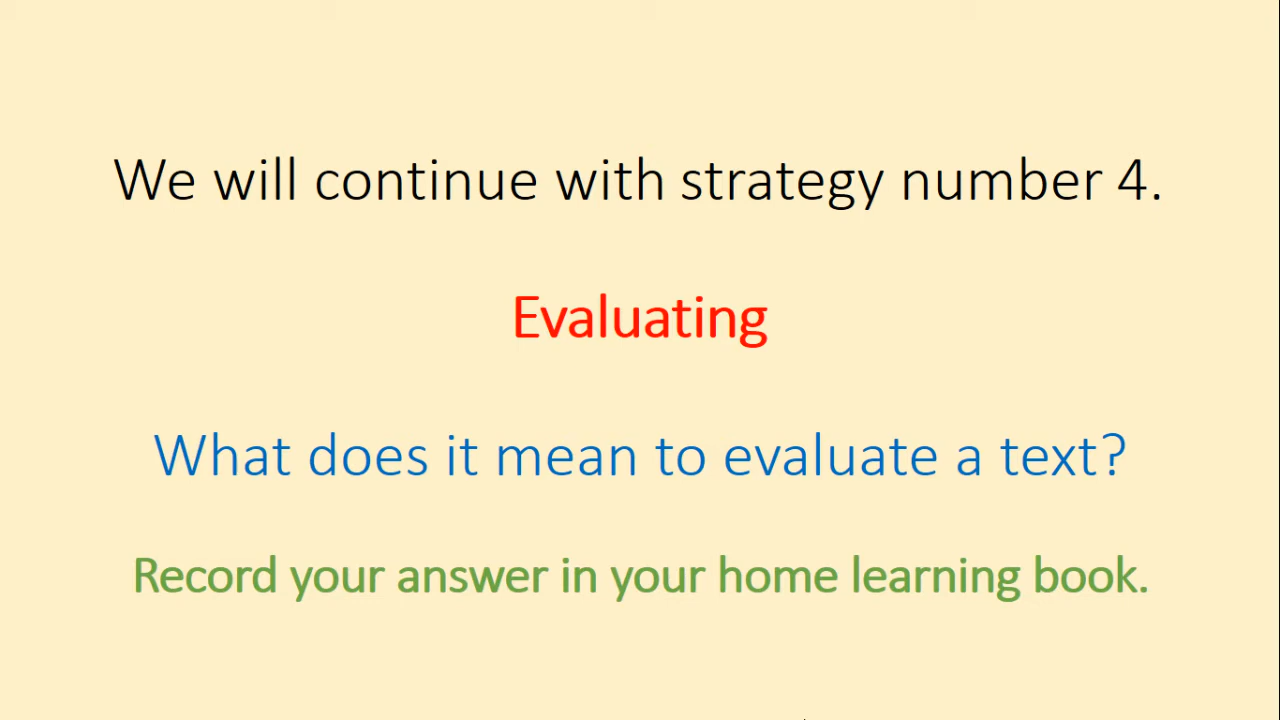 We will continue with strategy number 4.
Evaluating
What does it mean to evaluate a text?
Record your answer in your home learning book.